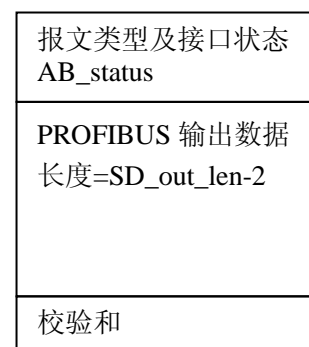 报文类型及接口状态
AB_status
PROFIBUS 输出数据
长度=SD_out_len-2
校验和